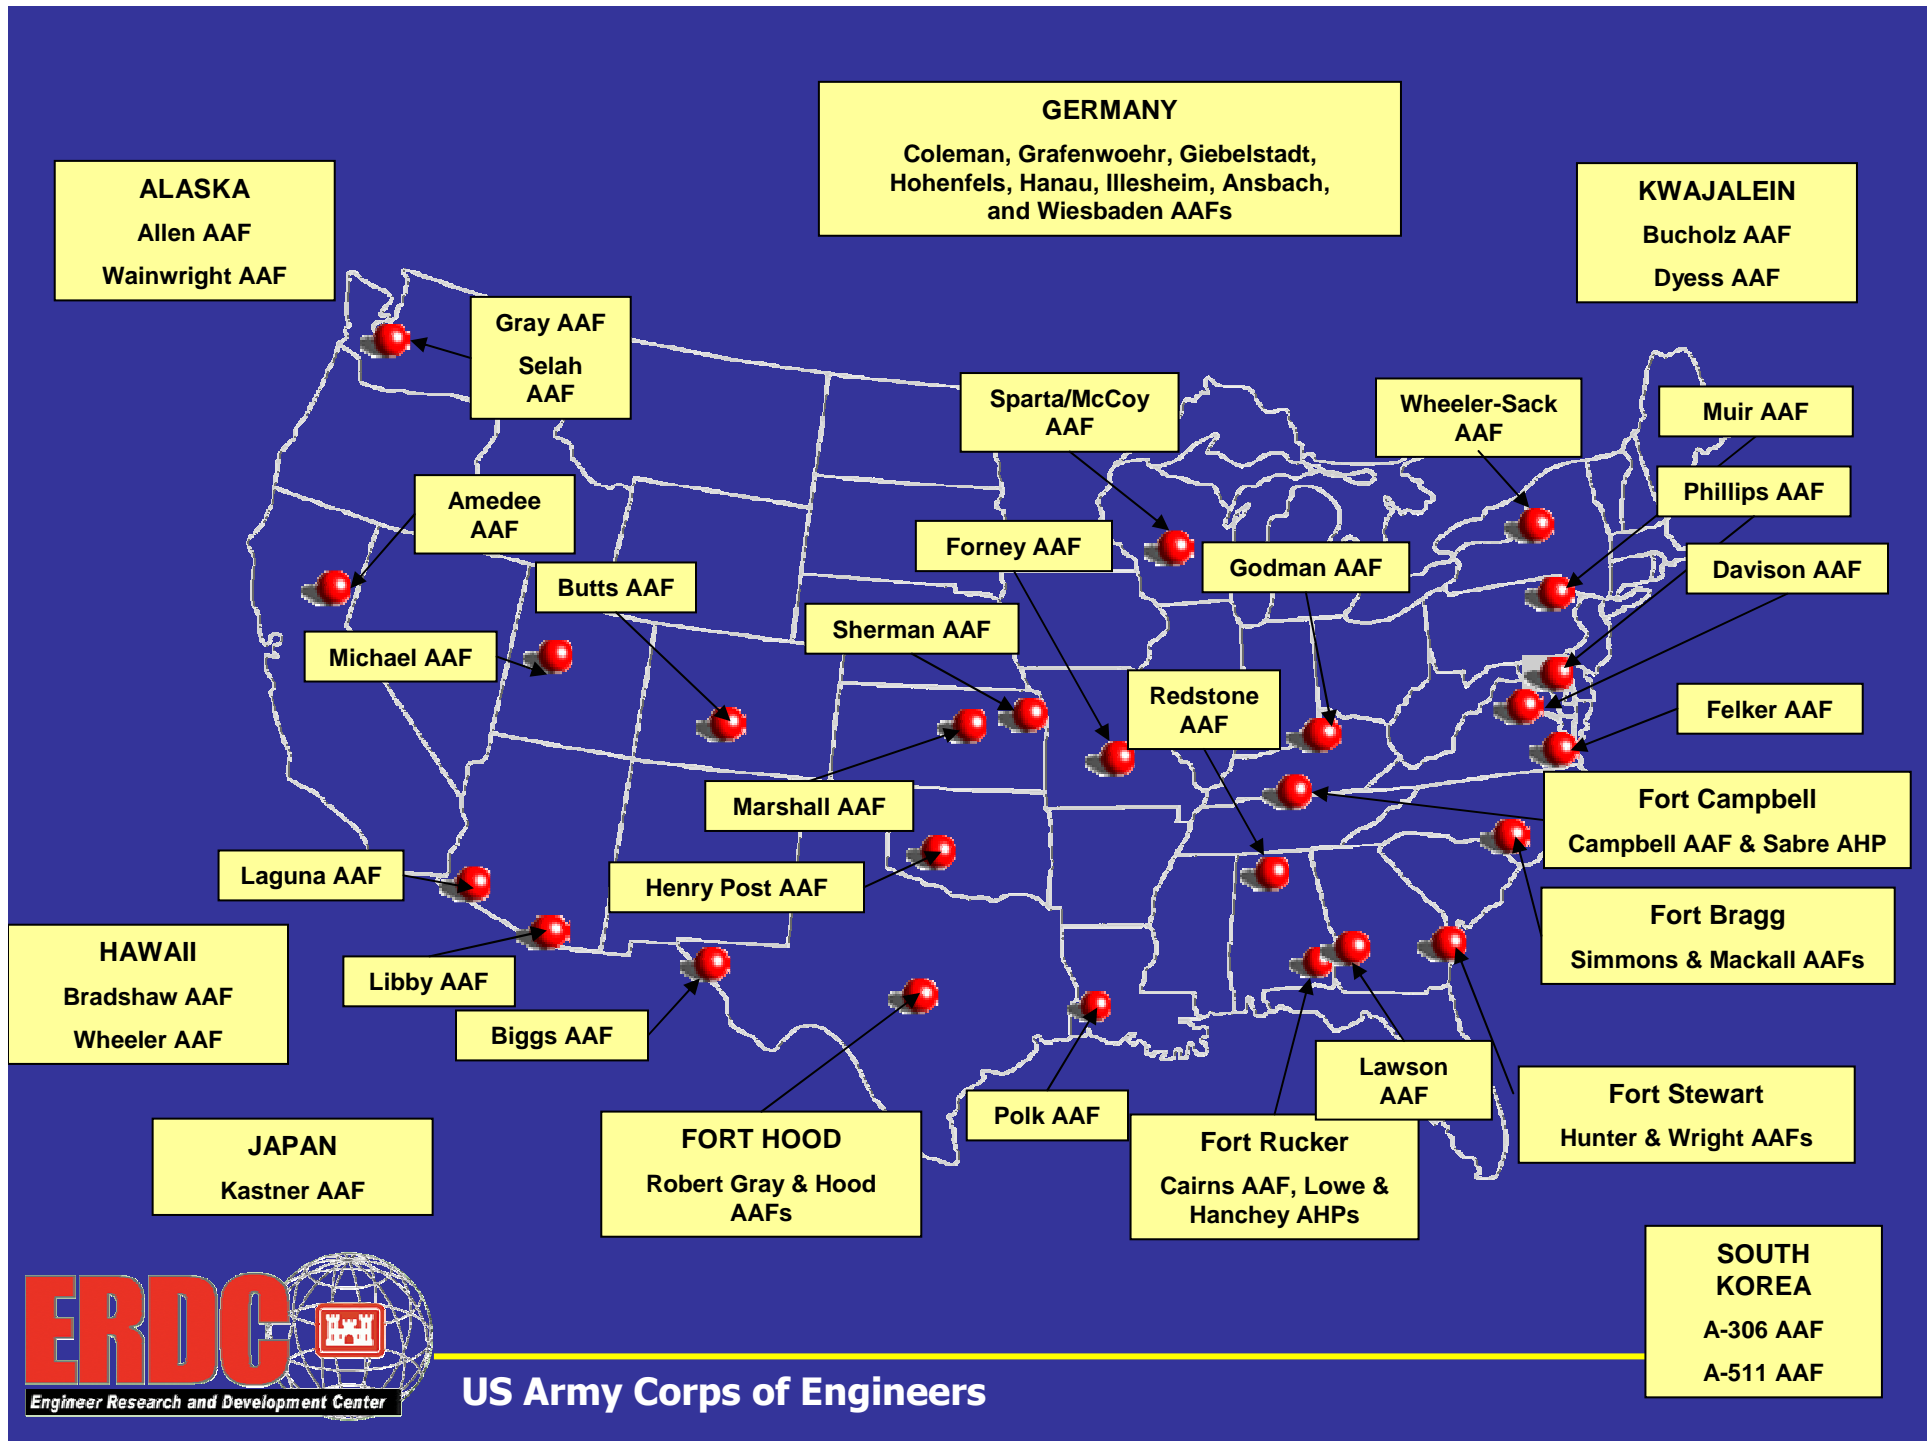 GERMANY
Coleman, Grafenwoehr, Giebelstadt,
Hohenfels, Hanau, Illesheim, Ansbach,
and Wiesbaden AAFs
ALASKA
Allen AAF
Wainwright AAF
KWAJALEIN
Bucholz AAF
Dyess AAF
Gray AAF
Selah
AAF
Sparta/McCoy
AAF
Wheeler-Sack
AAF
Muir AAF
Phillips AAF
Amedee
AAF
Forney AAF
Godman AAF
Davison AAF
Butts AAF
Sherman AAF
Michael AAF
Redstone
AAF
Felker AAF
Marshall AAF
Fort Campbell
Campbell AAF & Sabre AHP
Laguna AAF
Henry Post AAF
Fort Bragg
Simmons & Mackall AAFs
HAWAII
Bradshaw AAF
Wheeler AAF
Libby AAF
Biggs AAF
Lawson
AAF
Polk AAF
Fort Stewart
Hunter & Wright AAFs
JAPAN
Kastner AAF
FORT HOOD
Robert Gray & Hood
AAFs
Fort Rucker
Cairns AAF, Lowe &
Hanchey AHPs
SOUTH
KOREA
A-306 AAF
A-511 AAF
ERDC
Engineer Research and Development Center
US Army Corps of Engineers